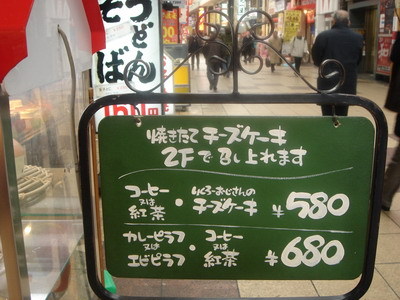 うどん
そば
焼きたてチーズケーキ
2Fで召し上れます
コーヒー
又は
紅茶
・
りくろーおじさんの
チーズケーキ
¥580
カレーピラフ
又は
エビピラフ
・
コーヒー
又は
紅茶
¥680